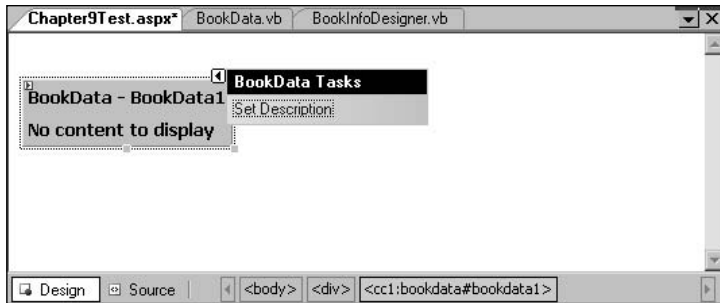 Chapter9Test.aspx* BookData.vb BookInfoDesigner.vb
BookData Tasks
BookData - BookData1
Set Description
No content to display
Design Source <body> <div> <cc1:bookdata#bookdata1>